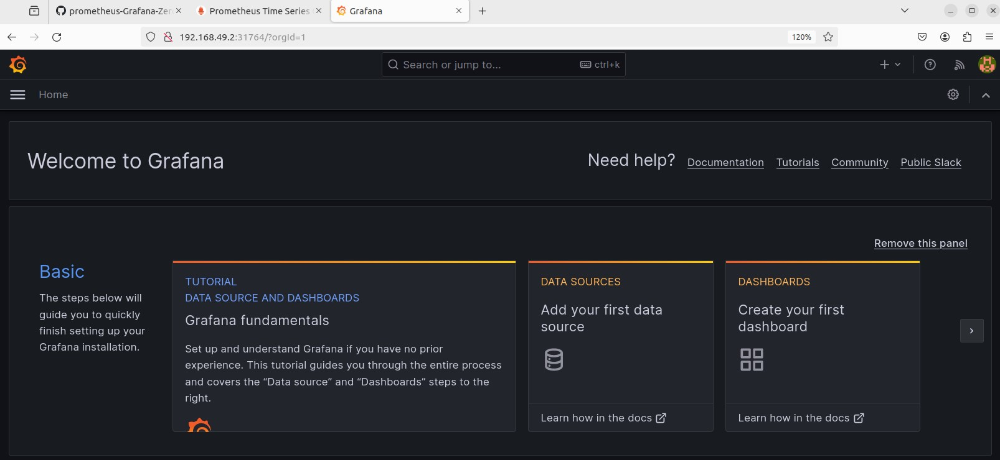 prometheus-Grafana-Zer
Prometheus Time Series
Grafana
192.168.49.2:31764/?orgId=1
120%
Search or jump to...
ctrl+k
Home
Welcome to Grafana
Need help?
Documentation
Tutorials
Community
Public Slack
Remove this panel
Basic
The steps below will
guide you to quickly
finish setting up your
Grafana installation.
TUTORIAL
DATA SOURCE AND DASHBOARDS
Grafana fundamentals
Set up and understand Grafana if you have no prior
experience. This tutorial guides you through the entire process
and covers the “Data source” and “Dashboards” steps to the
right.
DATA SOURCES
Add your first data
source
Learn how in the docs
DASHBOARDS
Create your first
dashboard
Learn how in the docs